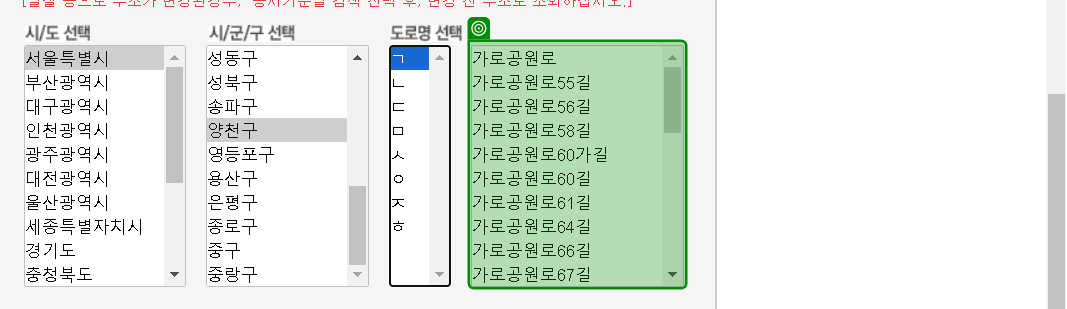 시/도 선택
시/군/구 선택
도로명 선택
서울특별시
부산광역시
대구광역시
인천광역시
광주광역시
대전광역시
울산광역시
세종특별자치시
경기도
충청북도
성동구
성북구
송파구
양천구
영등포구
용산구
은평구
종로구
중구
중랑구
ㄱ
ㄴ
ㄷ
ㅁ
ㅅ
ㅇ
ㅈ
ㅎ
가로공원로
가로공원로55길
가로공원로56길
가로공원로58길
가로공원로60가길
가로공원로60길
가로공원로61길
가로공원로64길
가로공원로66길
가로공원로67길